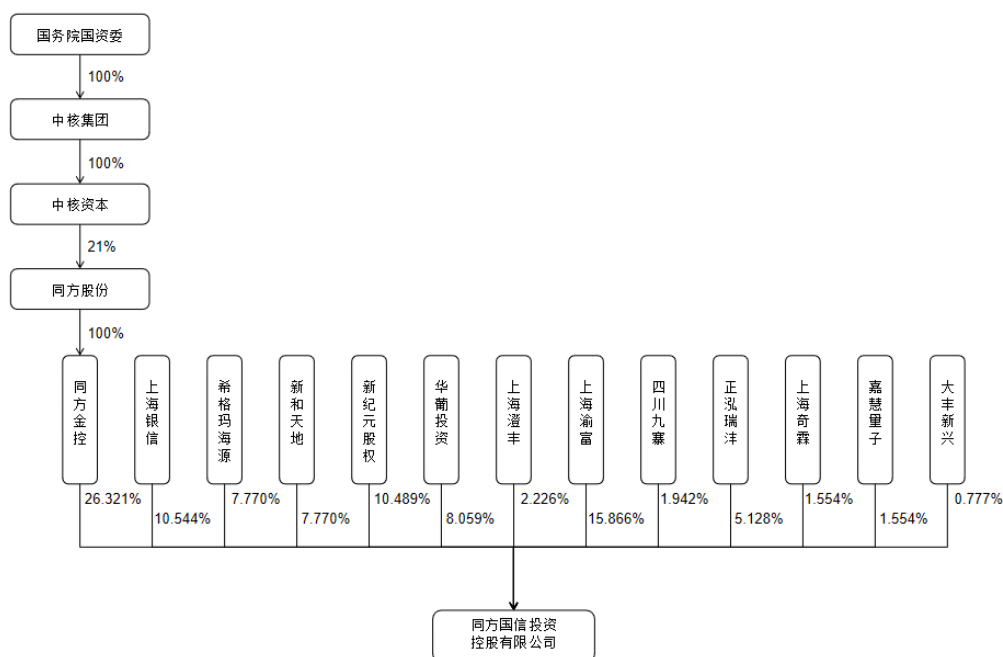 国务院国资委
100%
中核集团
100%
中核资本
21%
同方股份
100%
同方金控
上海银信
希格玛海源
新和天地
新纪元股权
华葡投资
上海澄丰
上海渝富
四川九寨
正泓瑞沣
上海奇霖
嘉慧量子
大丰新兴
26.321%
10.544%
7.770%
7.770%
10.489%
8.059%
2.226%
15.866%
1.942%
5.128%
1.554%
1.554%
0.777%
同方国信投资
控股有限公司